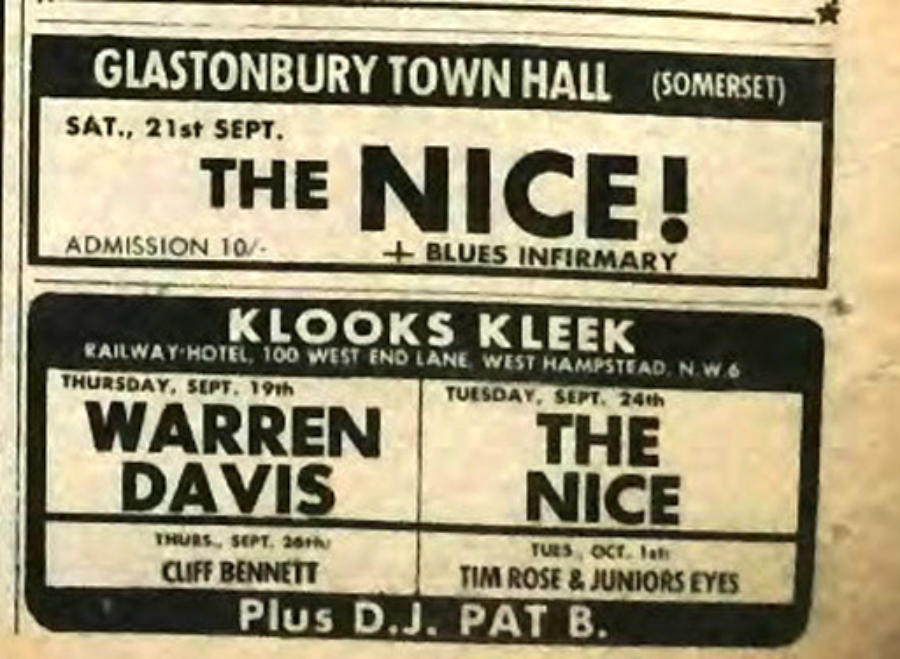 GLASTONBURY TOWN HALL (SOMERSET)
SAT., 21st SEPT.
THE NICE!
ADMISSION 10/- + BLUES INFIRMARY
KLOOKS KLEEK
RAILWAY HOTEL, 100 WEST END LANE, WEST HAMPSTEAD, N.W.6
THURSDAY, SEPT. 19th
WARREN
DAVIS
THURS., SEPT. 26th
CLIFF BENNETT
TUESDAY, SEPT. 24th
THE
NICE
TUES., OCT. 1st
TIM ROSE & JUNIORS EYES
Plus D.J. PAT B.